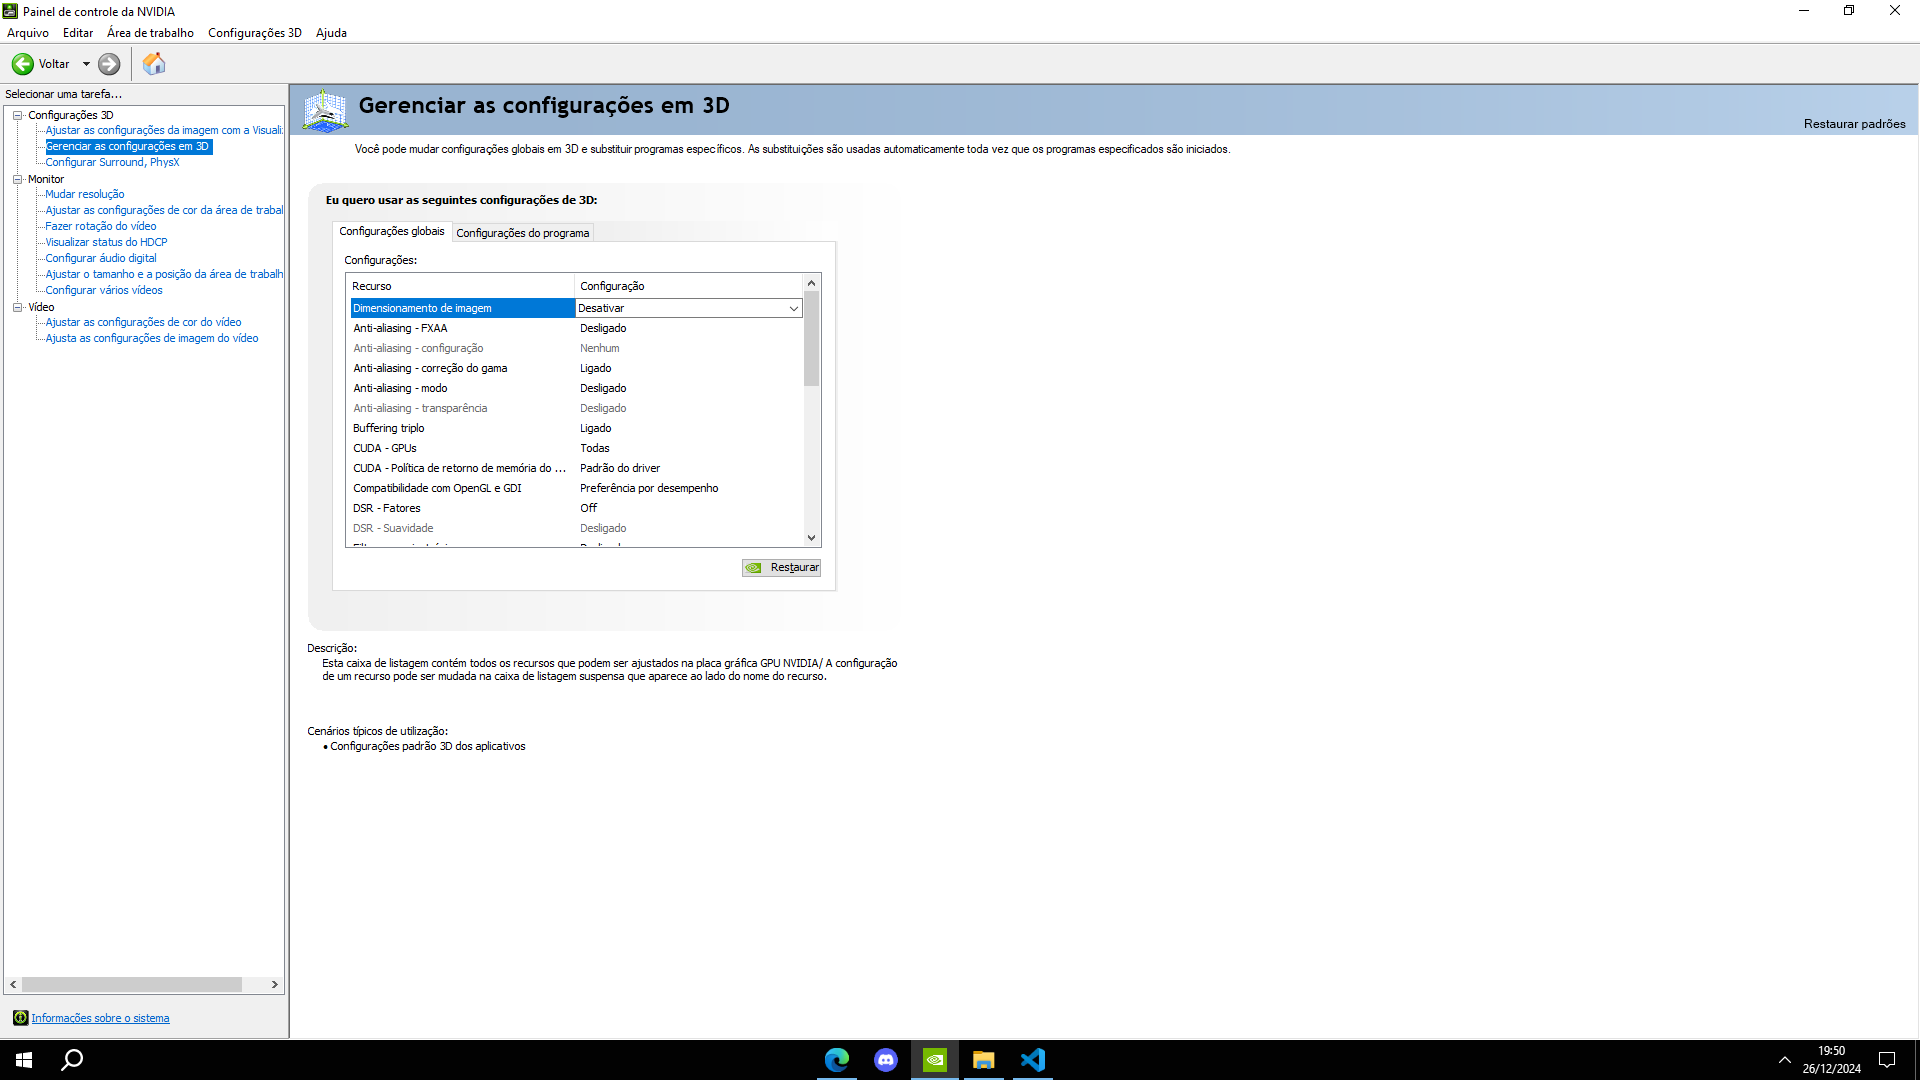 Painel de controle da NVIDIA
Arquivo Editar Área de trabalho Configurações 3D Ajuda
Voltar
Selecionar uma tarefa...
Configurações 3D
Ajustar as configurações da imagem com a Visuali
Gerenciar as configurações em 3D
Configurar Surround, PhysX
Monitor
Mudar resolução
Ajustar as configurações de cor da área de trabal
Fazer rotação do vídeo
Visualizar status do HDCP
Configurar áudio digital
Ajustar o tamanho e a posição da área de trabalh
Configurar vários vídeos
Vídeo
Ajustar as configurações de cor do vídeo
Ajusta as configurações de imagem do vídeo
Informações sobre o sistema
Gerenciar as configurações em 3D
Restaurar padrões
Você pode mudar configurações globais em 3D e substituir programas específicos. As substituições são usadas automaticamente toda vez que os programas especificados são iniciados.
Eu quero usar as seguintes configurações de 3D:
Configurações globais Configurações do programa
Configurações:
Recurso Configuração
Dimensionamento de imagem Desativar
Anti-aliasing - FXAA Desligado
Anti-aliasing - configuração Nenhum
Anti-aliasing - correção do gama Ligado
Anti-aliasing - modo Desligado
Anti-aliasing - transparência Desligado
Buffering triplo Ligado
CUDA - GPUs Todas
CUDA - Política de retorno de memória do ... Padrão do driver
Compatibilidade com OpenGL e GDI Preferência por desempenho
DSR - Fatores Off
DSR - Suavidade Desligado
Restaurar
Descrição:
Esta caixa de listagem contém todos os recursos que podem ser ajustados na placa gráfica GPU NVIDIA/ A configuração
de um recurso pode ser mudada na caixa de listagem suspensa que aparece ao lado do nome do recurso.
Cenários típicos de utilização:
• Configurações padrão 3D dos aplicativos
19:50
26/12/2024